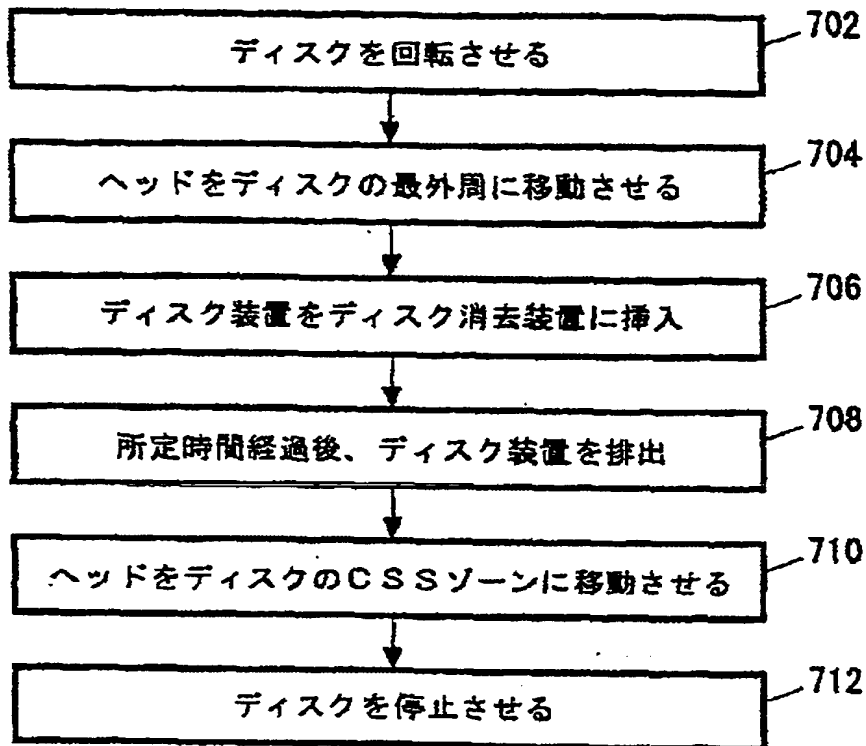 ディスクを回転させる
702
ヘッドをディスクの最外周に移動させる
704
ディスク装置をディスク消去装置に挿入
706
所定時間経過後、ディスク装置を排出
708
ヘッドをディスクのCSSゾーンに移動させる
710
ディスクを停止させる
712